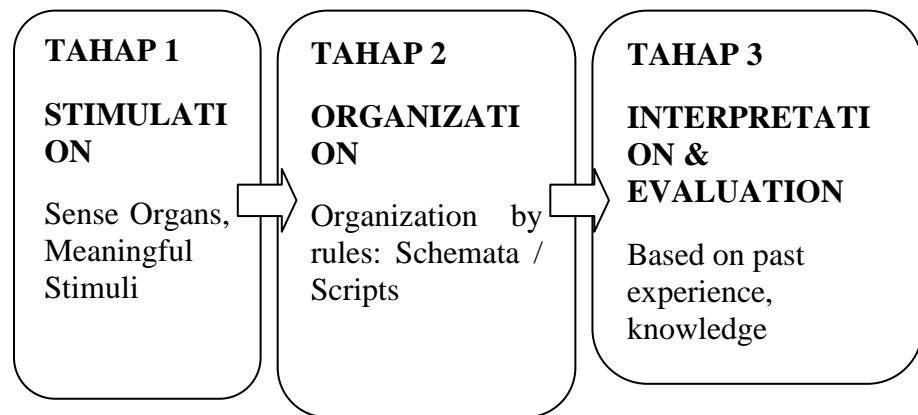 TAHAP 1
STIMULATI
ON
Sense Organs,
Meaningful
Stimuli
TAHAP 2
ORGANIZATI
ON
Organization by
rules: Schemata /
Scripts
TAHAP 3
INTERPRETATI
ON &
EVALUATION
Based on past
experience,
knowledge